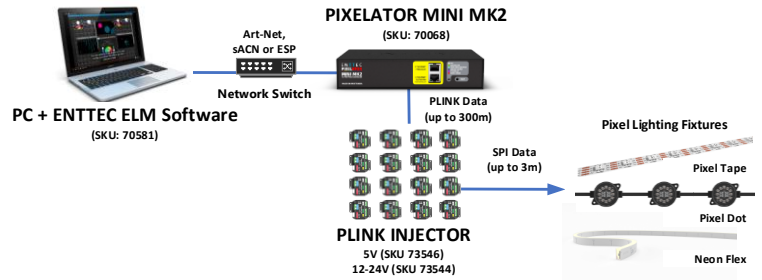 PIXELATOR MINI MK2
(SKU: 70068)
Art-Net,
sACN or ESP
Network Switch
PC + ENTTEC ELM Software
(SKU: 70581)
PLINK Data
(up to 300m)
Pixel Lighting Fixtures
SPI Data
(up to 3m)
Pixel Tape
Pixel Dot
Neon Flex
PLINK INJECTOR
5V (SKU 73546)
12-24V (SKU 73544)